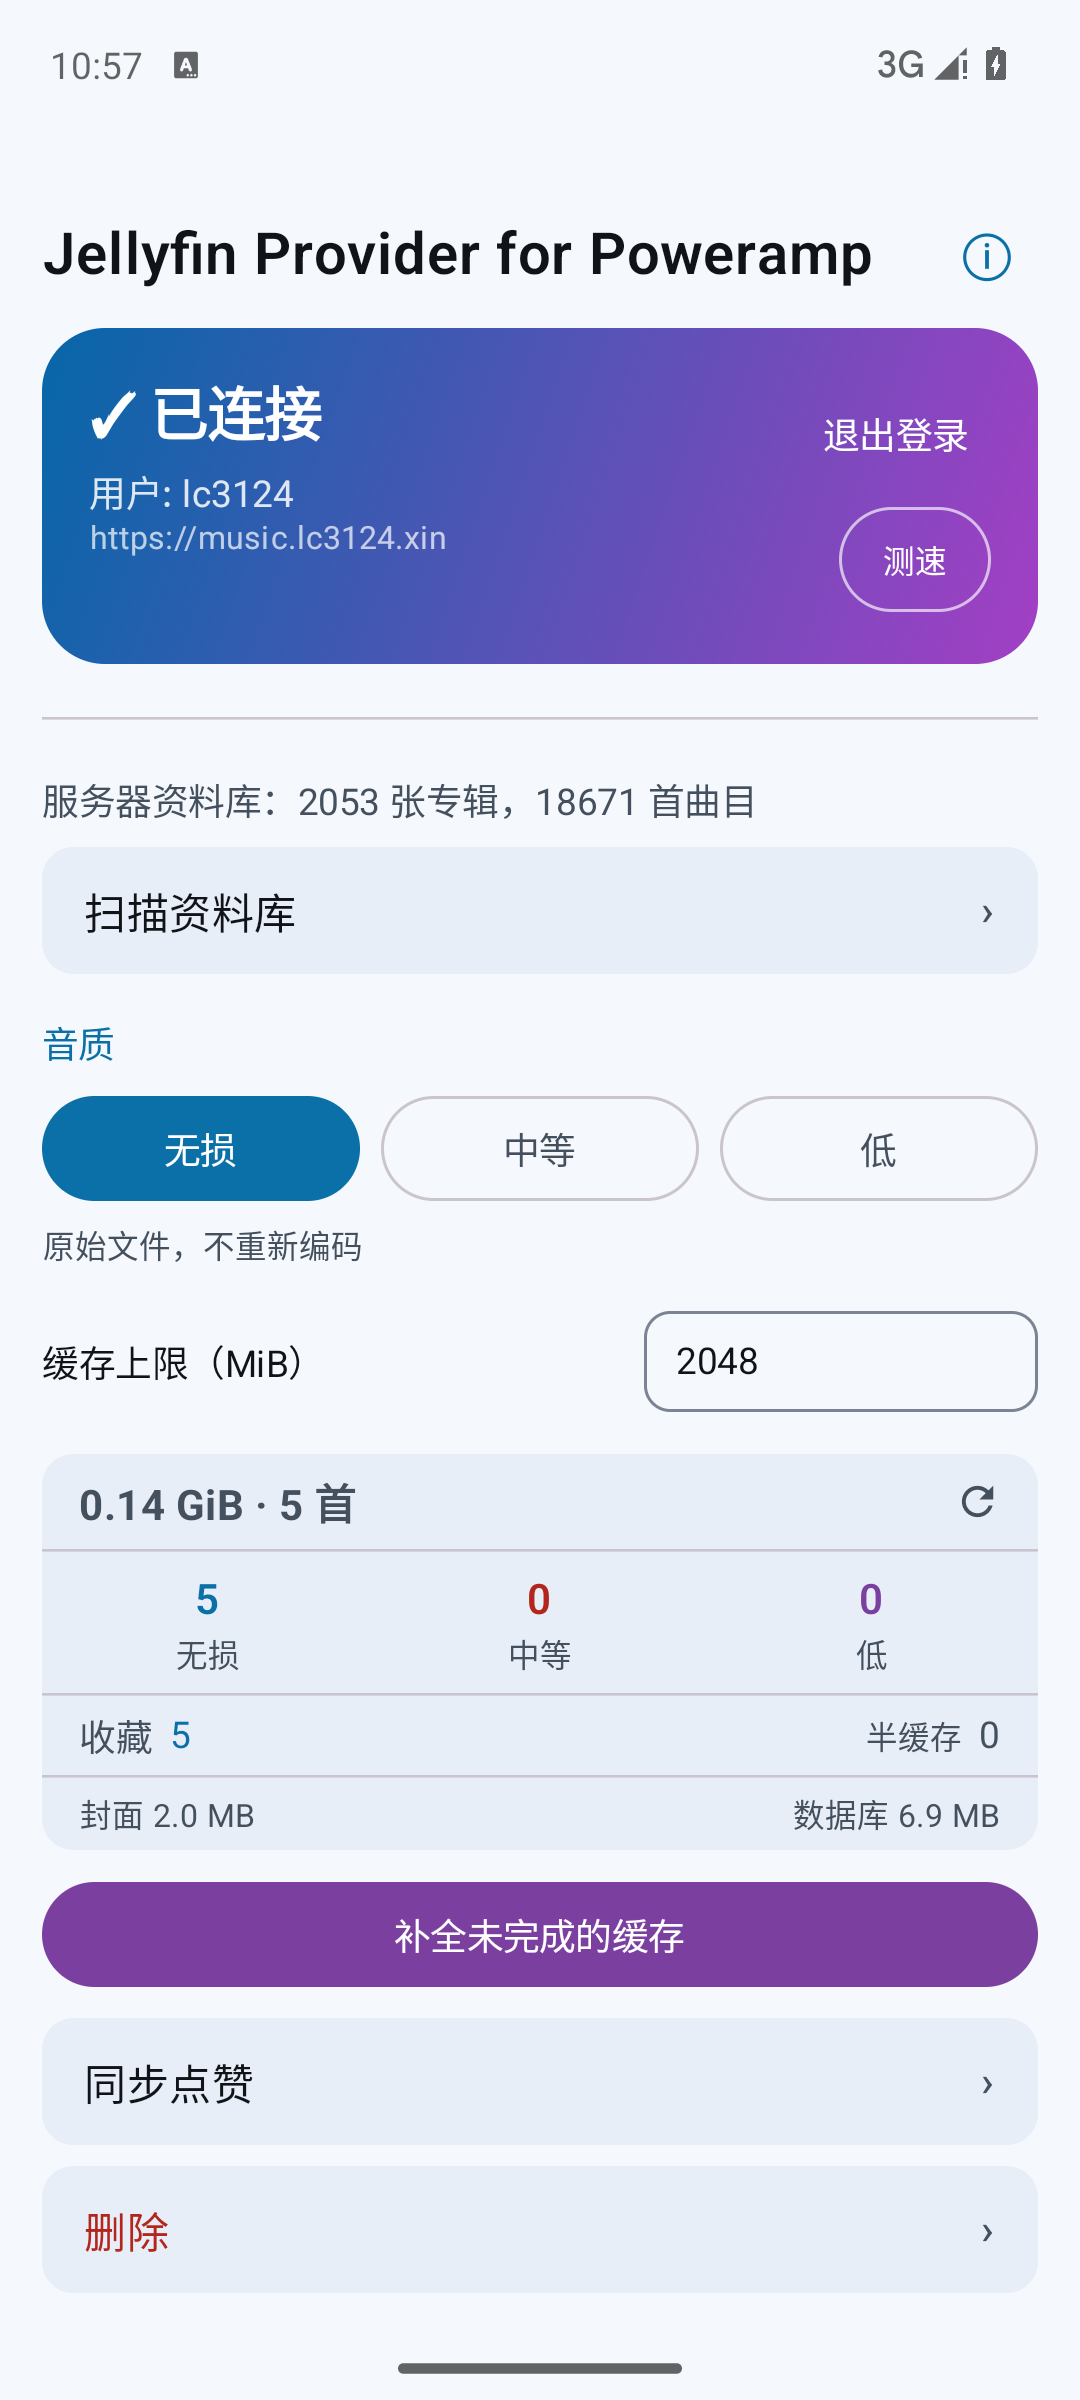 10:57
3G
Jellyfin Provider for Poweramp
✓已连接
退出登录
用户: lc3124
https://music.lc3124.xin
测速
服务器资料库：2053 张专辑，18671 首曲目
扫描资料库
音质
无损
中等
低
原始文件，不重新编码
缓存上限（MiB）
2048
0.14 GiB · 5 首
5
0
0
无损
中等
低
收藏 5
半缓存 0
封面 2.0 MB
数据库 6.9 MB
补全未完成的缓存
同步点赞
删除